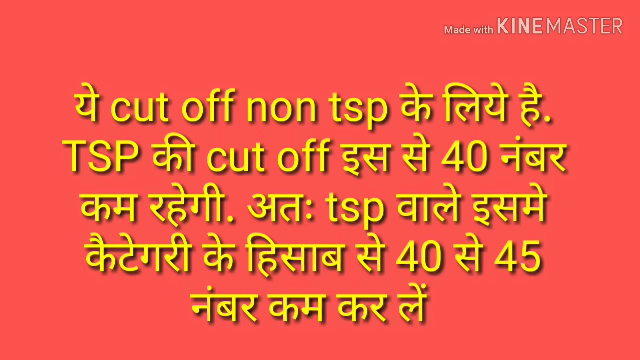 Made with KINEMASTER
ये cut off non tsp के लिये है.
TSP की cut off इस से 40 नंबर
कम रहेगी. अतः tsp वाले इसमे
कैटेगरी के हिसाब से 40 से 45
नंबर कम कर लें